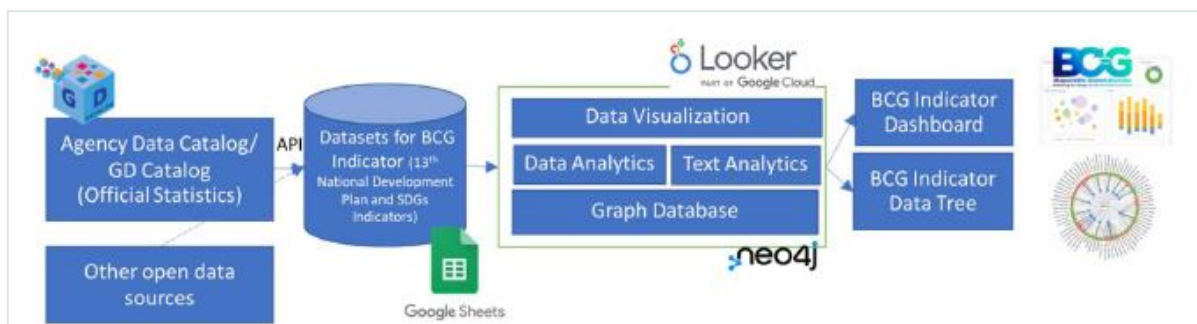 G D
Agency Data Catalog/
GD Catalog
(Official Statistics)
API
Other open data
sources
Datasets for BCG
Indicator (13th
National Development
Plan and SDGs
Indicators)
Google Sheets
Looker
PART OF Google Cloud
Data Visualization
Data Analytics
Text Analytics
Graph Database
neo4j
BCG Indicator
Dashboard
BCG Indicator
Data Tree
BCG